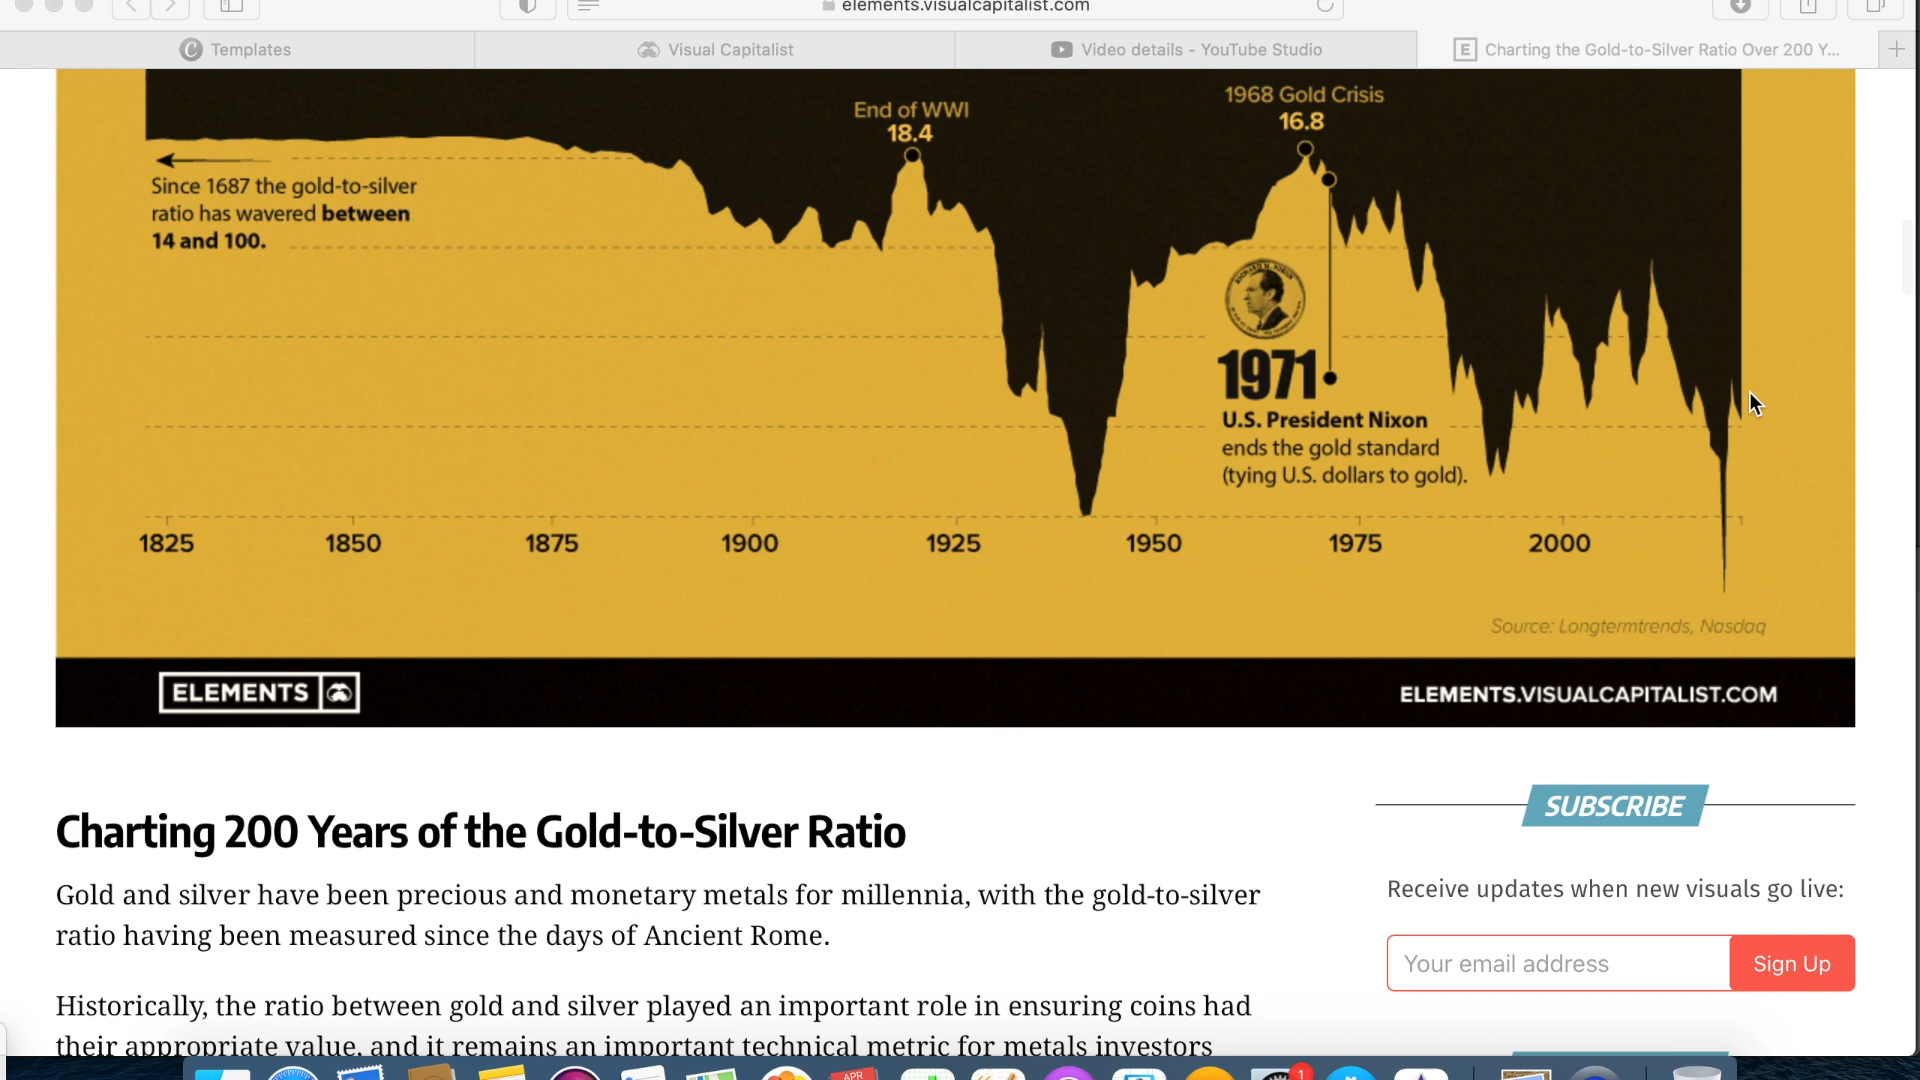 elements.visualcapitalist.com
Templates
Visual Capitalist
Video details - YouTube Studio
E Charting the Gold-to-Silver Ratio Over 200 Y...
End of WWI
18.4
1968 Gold Crisis
16.8
Since 1687 the gold-to-silver
ratio has wavered between
14 and 100.
1971
U.S. President Nixon
ends the gold standard
(tying U.S. dollars to gold).
1825 1850 1875 1900 1925 1950 1975 2000
Source: Longtermtrends, Nasdaq
ELEMENTS
ELEMENTS.VISUALCAPITALIST.COM
Charting 200 Years of the Gold-to-Silver Ratio
Gold and silver have been precious and monetary metals for millennia, with the gold-to-silver
ratio having been measured since the days of Ancient Rome.
Historically, the ratio between gold and silver played an important role in ensuring coins had
their appropriate value, and it remains an important technical metric for metals investors
SUBSCRIBE
Receive updates when new visuals go live:
Your email address
Sign Up
APR
1